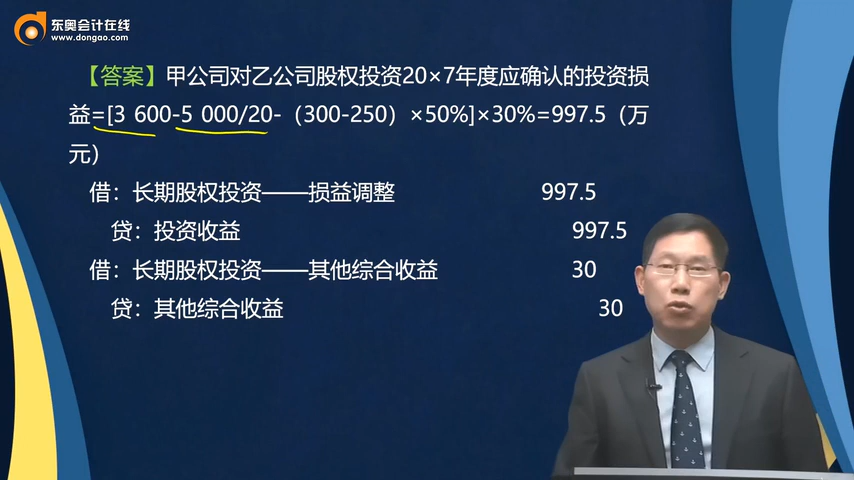 东奥会计在线
www.dongao.com
【答案】甲公司对乙公司股权投资20×7年度应确认的投资损
益=[3 600-5 000/20-（300-250）×50%]×30%=997.5（万
元）
借：长期股权投资——损益调整 997.5
贷：投资收益 997.5
借：长期股权投资——其他综合收益 30
贷：其他综合收益 30